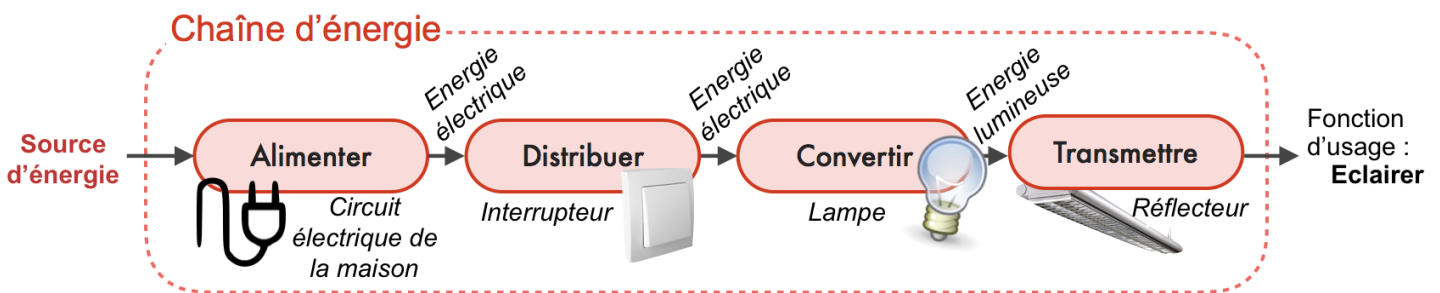 Chaîne d’énergie
Source
d’énergie
Alimenter
Circuit
électrique de
la maison
Energie
électrique
Distribuer
Interrupteur
Energie
électrique
Convertir
Lampe
Energie
lumineuse
Transmettre
Réflecteur
Fonction
d’usage :
Eclairer